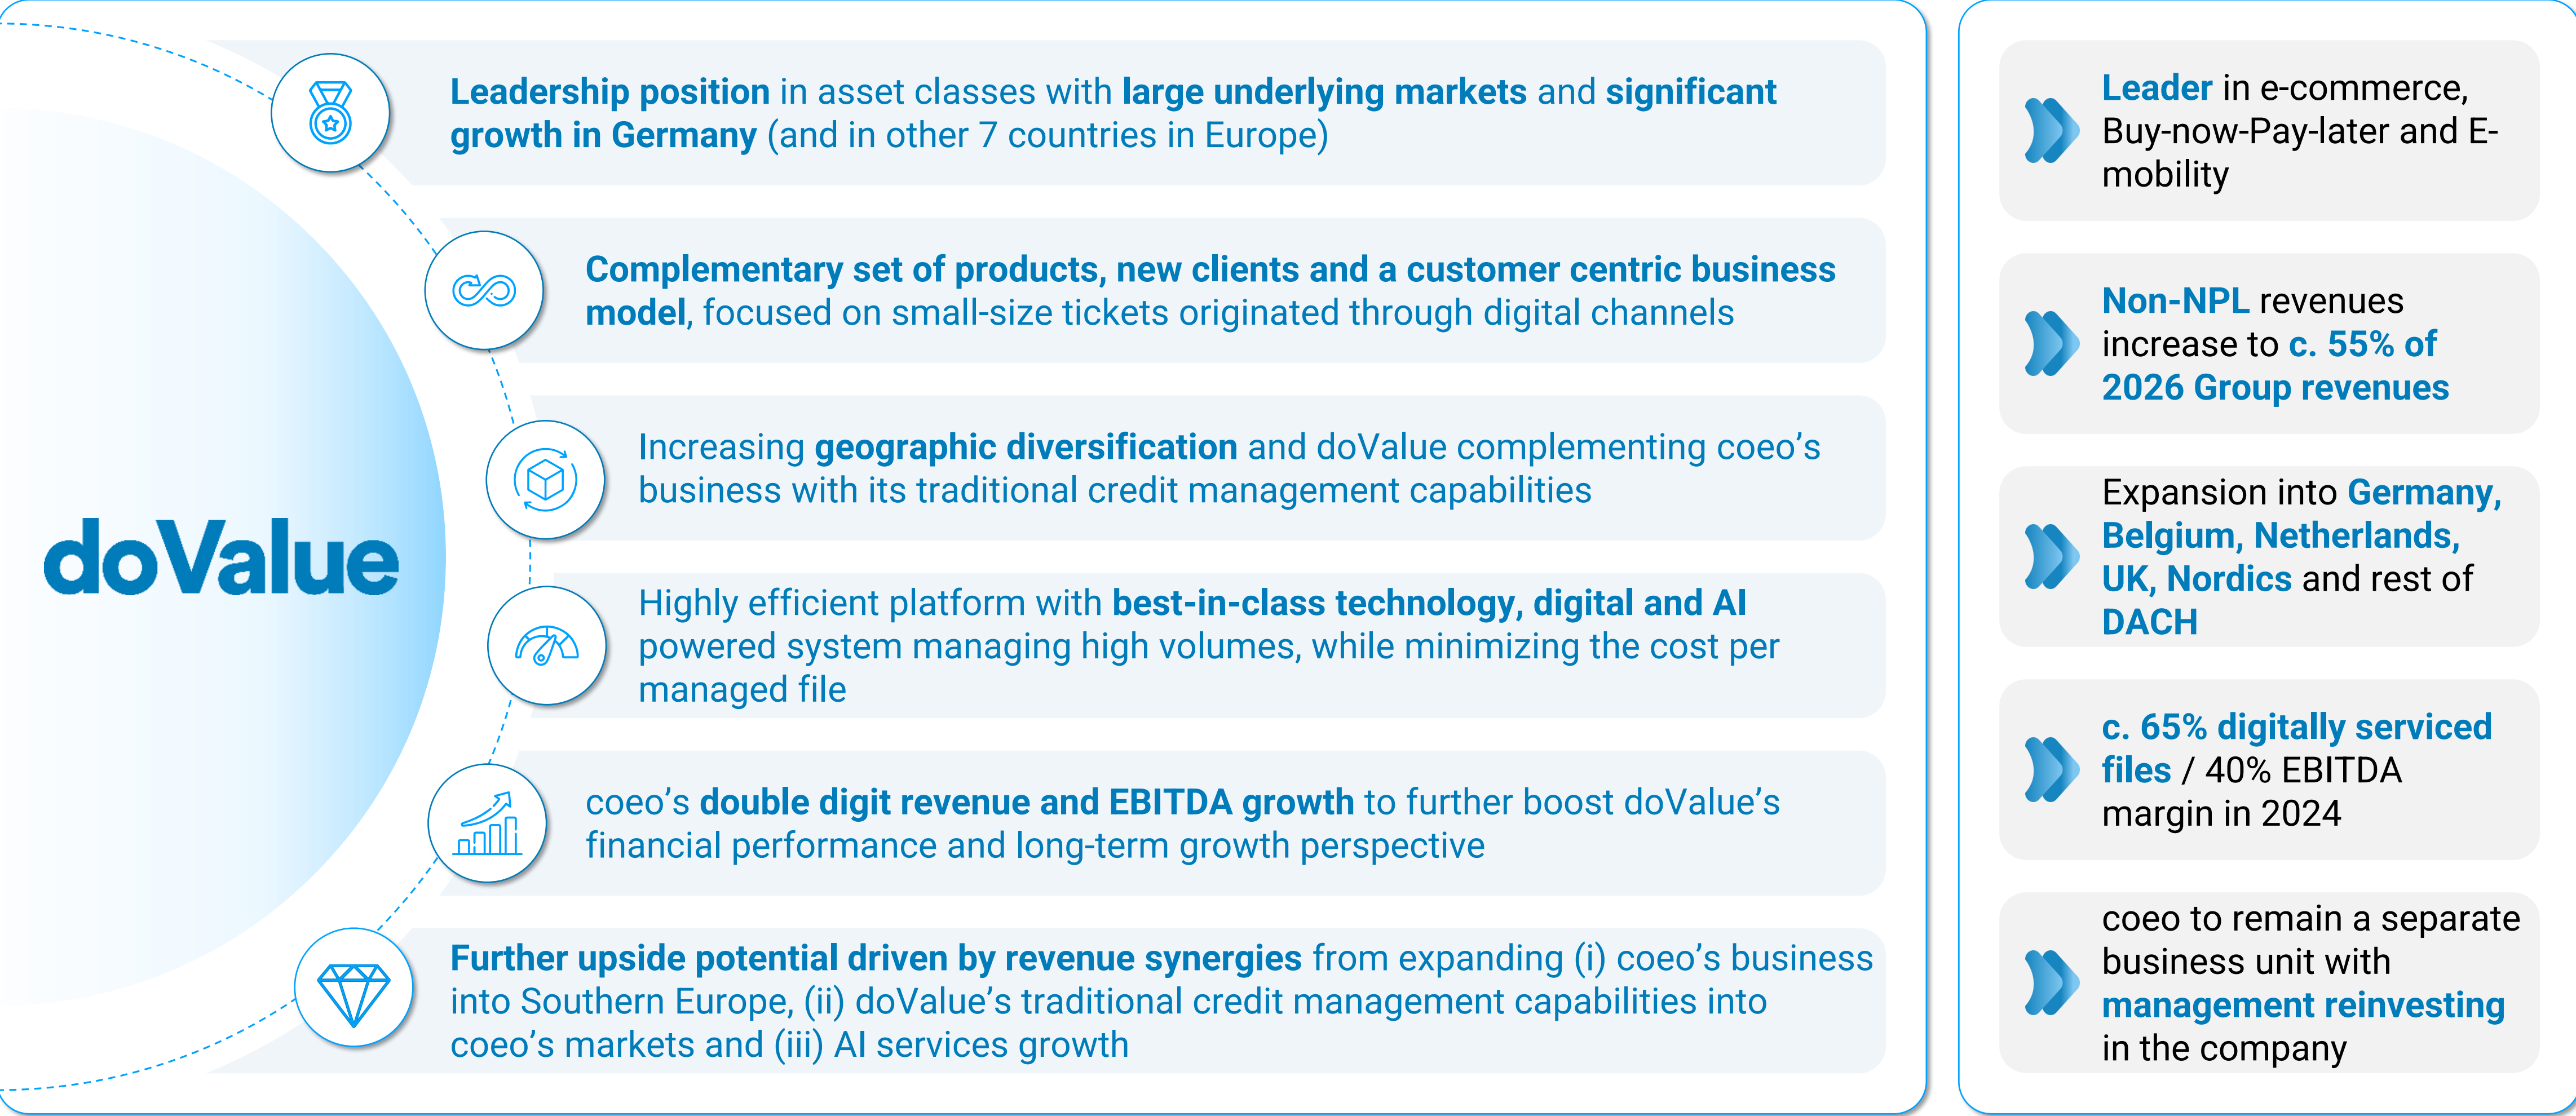 doValue
Leadership position in asset classes with large underlying markets and significant
growth in Germany (and in other 7 countries in Europe)
Complementary set of products, new clients and a customer centric business
model, focused on small-size tickets originated through digital channels
Increasing geographic diversification and doValue complementing coeo’s
business with its traditional credit management capabilities
Highly efficient platform with best-in-class technology, digital and AI
powered system managing high volumes, while minimizing the cost per
managed file
coeo’s double digit revenue and EBITDA growth to further boost doValue’s
financial performance and long-term growth perspective
Further upside potential driven by revenue synergies from expanding (i) coeo’s business
into Southern Europe, (ii) doValue’s traditional credit management capabilities into
coeo’s markets and (iii) AI services growth
Leader in e-commerce,
Buy-now-Pay-later and E-
mobility
Non-NPL revenues
increase to c. 55% of
2026 Group revenues
Expansion into Germany,
Belgium, Netherlands,
UK, Nordics and rest of
DACH
c. 65% digitally serviced
files / 40% EBITDA
margin in 2024
coeo to remain a separate
business unit with
management reinvesting
in the company